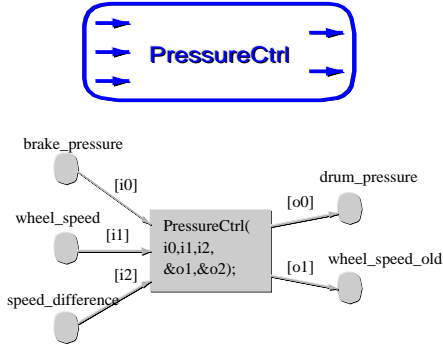 PressureCtrl
brake_pressure
[i0]
drum_pressure
[o0]
wheel_speed
[i1]
PressureCtrl(
i0,i1,i2,
&o1,&o2);
[i2]
[o1]
wheel_speed_old
speed_difference